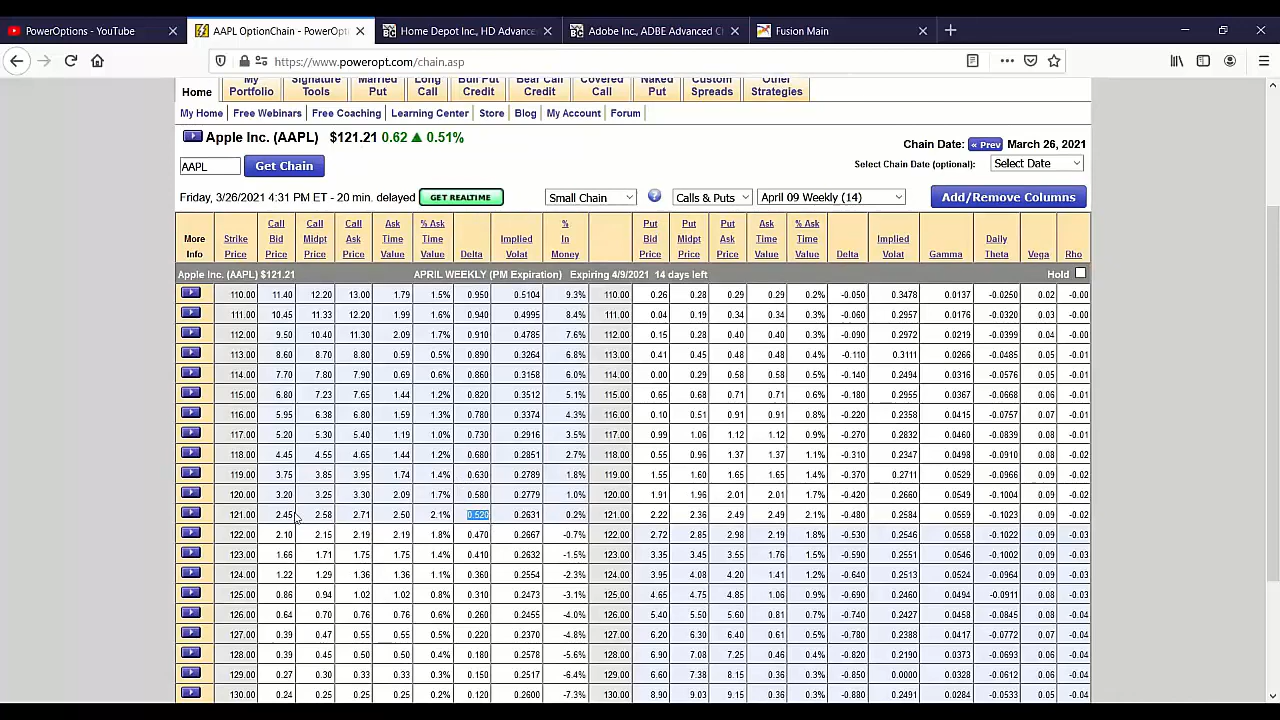 PowerOptions - YouTube
AAPL OptionChain - PowerOpti
Home Depot Inc., HD Advance
Adobe Inc., ADBE Advanced C
Fusion Main
https://www.poweropt.com/chain.asp
Home
My Portfolio
Signature Tools
Married Put
Long Call
Bull Put Credit
Bear Call Credit
Covered Call
Naked Put
Custom Spreads
Other Strategies
My Home | Free Webinars | Free Coaching | Learning Center | Store | Blog | My Account | Forum
Apple Inc. (AAPL) $121.21 0.62 ▲ 0.51%
Chain Date: « Prev March 26, 2021
AAPL Get Chain
Select Chain Date (optional): Select Date
Friday, 3/26/2021 4:31 PM ET - 20 min. delayed GET REALTIME Small Chain ? Calls & Puts April 09 Weekly (14) Add/Remove Columns
More Info | Strike Price | Call Bid Price | Call Midpt Price | Call Ask Price | Ask Time Value | % Ask Time Value | Delta | Implied Volat | % In Money | Put Bid Price | Put Midpt Price | Put Ask Price | Ask Time Value | % Ask Time Value | Delta | Implied Volat | Gamma | Daily Theta | Vega | Rho
Apple Inc. (AAPL) $121.21 APRIL WEEKLY (PM Expiration) Expiring 4/9/2021 14 days left Hold
110.00 11.40 12.20 13.00 1.79 1.5% 0.950 0.5104 9.3% 110.00 0.26 0.28 0.29 0.29 0.2% -0.050 0.3478 0.0137 -0.0250 0.02 -0.00
111.00 10.45 11.33 12.20 1.99 1.6% 0.940 0.4995 8.4% 111.00 0.04 0.19 0.34 0.34 0.3% -0.060 0.2957 0.0176 -0.0320 0.03 -0.00
112.00 9.50 10.40 11.30 2.09 1.7% 0.910 0.4785 7.6% 112.00 0.15 0.28 0.40 0.40 0.3% -0.090 0.2972 0.0219 -0.0399 0.04 -0.00
113.00 8.60 8.70 8.80 0.59 0.5% 0.890 0.3264 6.8% 113.00 0.41 0.45 0.48 0.48 0.4% -0.110 0.3111 0.0266 -0.0485 0.05 -0.01
114.00 7.70 7.80 7.90 0.69 0.6% 0.860 0.3158 6.0% 114.00 0.00 0.29 0.58 0.58 0.5% -0.140 0.2494 0.0316 -0.0576 0.05 -0.01
115.00 6.80 7.23 7.65 1.44 1.2% 0.820 0.3512 5.1% 115.00 0.65 0.68 0.71 0.71 0.6% -0.180 0.2955 0.0367 -0.0668 0.06 -0.01
116.00 5.95 6.38 6.80 1.59 1.3% 0.780 0.3374 4.3% 116.00 0.10 0.51 0.91 0.91 0.8% -0.220 0.2358 0.0415 -0.0757 0.07 -0.01
117.00 5.20 5.30 5.40 1.19 1.0% 0.730 0.2916 3.5% 117.00 0.99 1.06 1.12 1.12 0.9% -0.270 0.2832 0.0460 -0.0839 0.08 -0.01
118.00 4.45 4.55 4.65 1.44 1.2% 0.680 0.2851 2.7% 118.00 0.55 0.96 1.37 1.37 1.1% -0.310 0.2347 0.0498 -0.0910 0.08 -0.02
119.00 3.75 3.85 3.95 1.74 1.4% 0.630 0.2789 1.8% 119.00 1.55 1.60 1.65 1.65 1.4% -0.370 0.2711 0.0529 -0.0966 0.09 -0.02
120.00 3.20 3.25 3.30 2.09 1.7% 0.580 0.2779 1.0% 120.00 1.91 1.96 2.01 2.01 1.7% -0.420 0.2660 0.0549 -0.1004 0.09 -0.02
121.00 2.45 2.58 2.71 2.50 2.1% 0.520 0.2631 0.2% 121.00 2.22 2.36 2.49 2.49 2.1% -0.480 0.2584 0.0559 -0.1023 0.09 -0.02
122.00 2.10 2.15 2.19 2.19 1.8% 0.470 0.2667 -0.7% 122.00 2.72 2.85 2.98 2.19 1.8% -0.530 0.2546 0.0558 -0.1022 0.09 -0.03
123.00 1.66 1.71 1.75 1.75 1.4% 0.410 0.2632 -1.5% 123.00 3.35 3.45 3.55 1.76 1.5% -0.590 0.2551 0.0546 -0.1002 0.09 -0.03
124.00 1.22 1.29 1.36 1.36 1.1% 0.360 0.2554 -2.3% 124.00 3.95 4.08 4.20 1.41 1.2% -0.640 0.2513 0.0524 -0.0964 0.09 -0.03
125.00 0.86 0.94 1.02 1.02 0.8% 0.310 0.2473 -3.1% 125.00 4.65 4.75 4.85 1.06 0.9% -0.690 0.2460 0.0494 -0.0911 0.08 -0.03
126.00 0.64 0.70 0.76 0.76 0.6% 0.260 0.2455 -4.0% 126.00 5.40 5.50 5.60 0.81 0.7% -0.740 0.2427 0.0458 -0.0845 0.08 -0.04
127.00 0.39 0.47 0.55 0.55 0.5% 0.220 0.2370 -4.8% 127.00 6.20 6.30 6.40 0.61 0.5% -0.780 0.2388 0.0417 -0.0772 0.07 -0.04
128.00 0.39 0.45 0.50 0.50 0.4% 0.180 0.2578 -5.6% 128.00 6.90 7.08 7.25 0.46 0.4% -0.820 0.2190 0.0373 -0.0693 0.06 -0.04
129.00 0.27 0.30 0.33 0.33 0.3% 0.150 0.2517 -6.4% 129.00 6.60 7.38 8.15 0.36 0.3% -0.850 0.0000 0.0328 -0.0612 0.06 -0.04
130.00 0.24 0.25 0.25 0.25 0.2% 0.120 0.2600 -7.3% 130.00 8.90 9.03 9.15 0.36 0.3% -0.880 0.2491 0.0284 -0.0533 0.05 -0.04